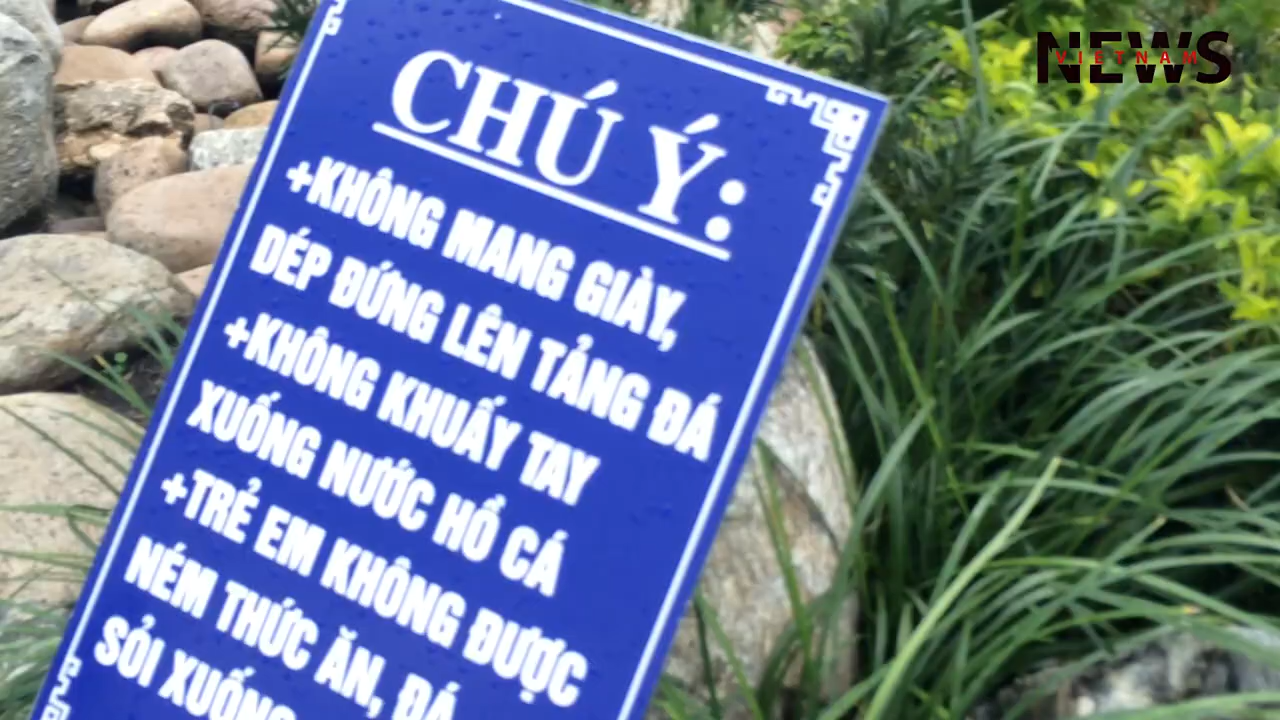 NEWS
VIETNAM
CHÚ Ý:
+KHÔNG MANG GIÀY,
DÉP ĐỨNG LÊN TẢNG ĐÁ
+KHÔNG KHUẤY TAY
XUỐNG NƯỚC HỒ CÁ
+TRẺ EM KHÔNG ĐƯỢC
NÉM THỨC ĂN, ĐÁ
SỎI XUỐNG